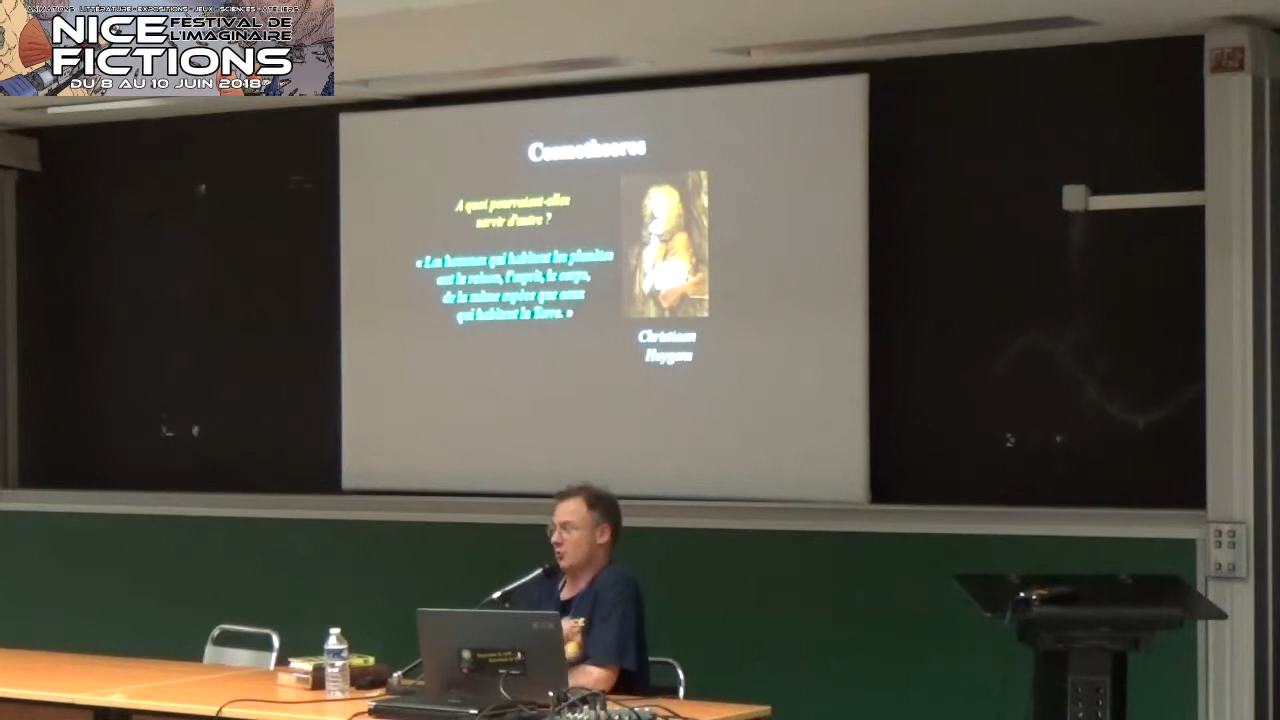 ANIMATIONS - LITTÉRATURE - EXPOSITIONS - JEUX - SCIENCES - ATELIERS
NICE FESTIVAL DE
L'IMAGINAIRE
FICTIONS
DU 8 AU 10 JUIN 2018
Cosmotheoros
A quoi pourraient-elles
servir d'autre ?
« Les hommes qui habitent les planètes
ont la raison, l'esprit, le corps,
de la même espèce que ceux
qui habitent la Terre. »
Christiaan
Huygens